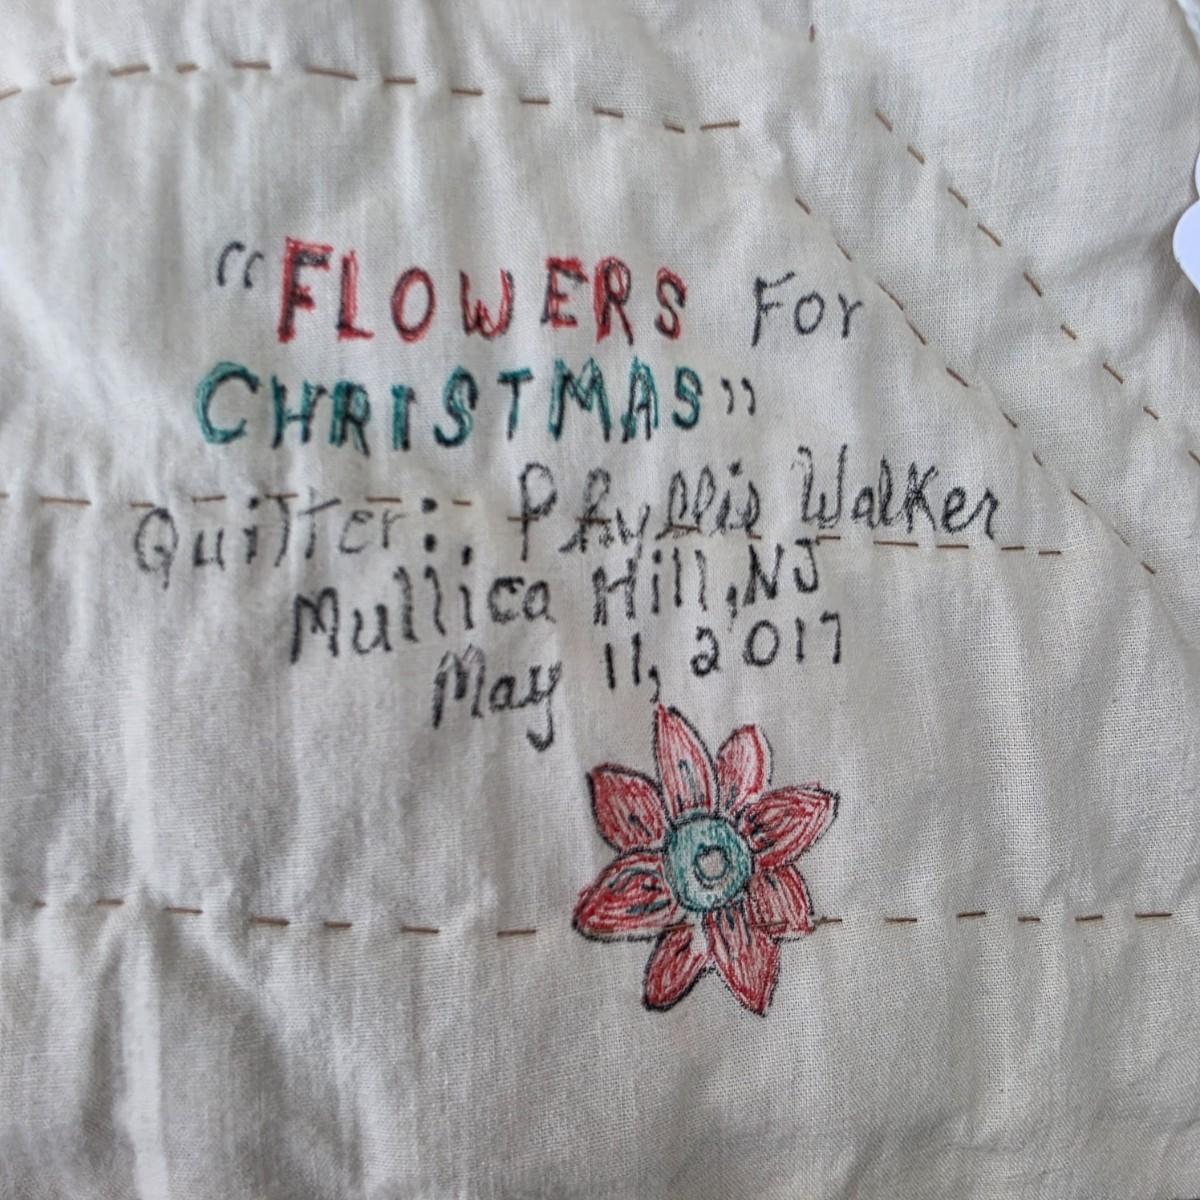 “FLOWERS For
CHRISTMAS”
Quilter:. Phyllis Walker
Mullica Hill, NJ
May 11, 2017